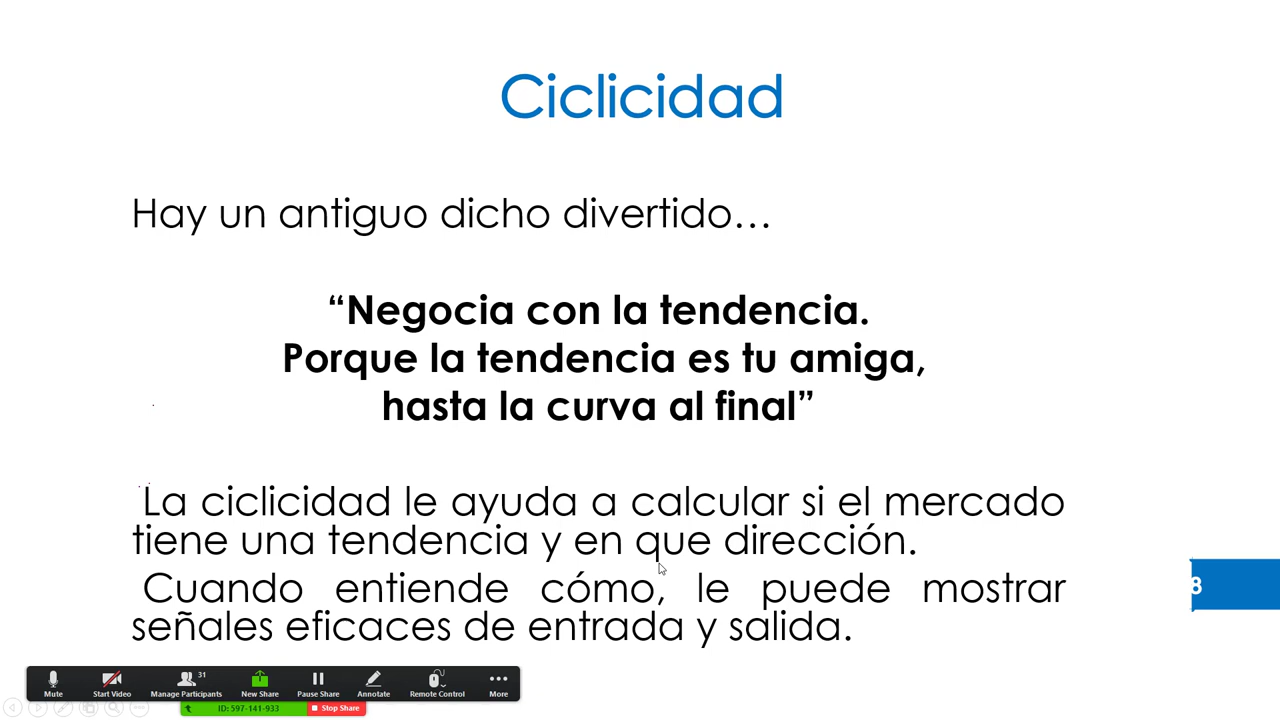 Ciclicidad
Hay un antiguo dicho divertido…
“Negocia con la tendencia.
Porque la tendencia es tu amiga,
hasta la curva al final”
La ciclicidad le ayuda a calcular si el mercado
tiene una tendencia y en que dirección.
Cuando entiende cómo, le puede mostrar
señales eficaces de entrada y salida.
8
31
Mute Start Video Manage Participants New Share Pause Share Annotate Remote Control More
ID: 597-141-933 Stop Share